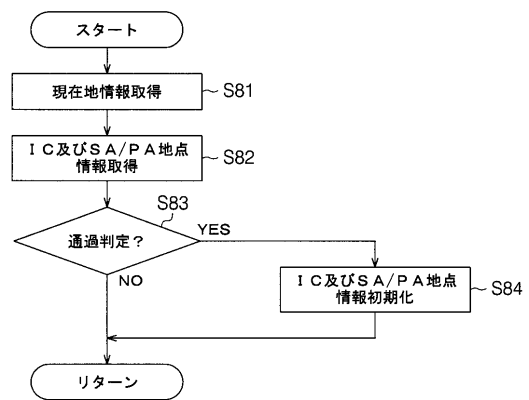 スタート
現在地情報取得
S81
IC及びSA/PA地点
情報取得
S82
S83
通過判定?
YES
NO
IC及びSA/PA地点
情報初期化
S84
リターン